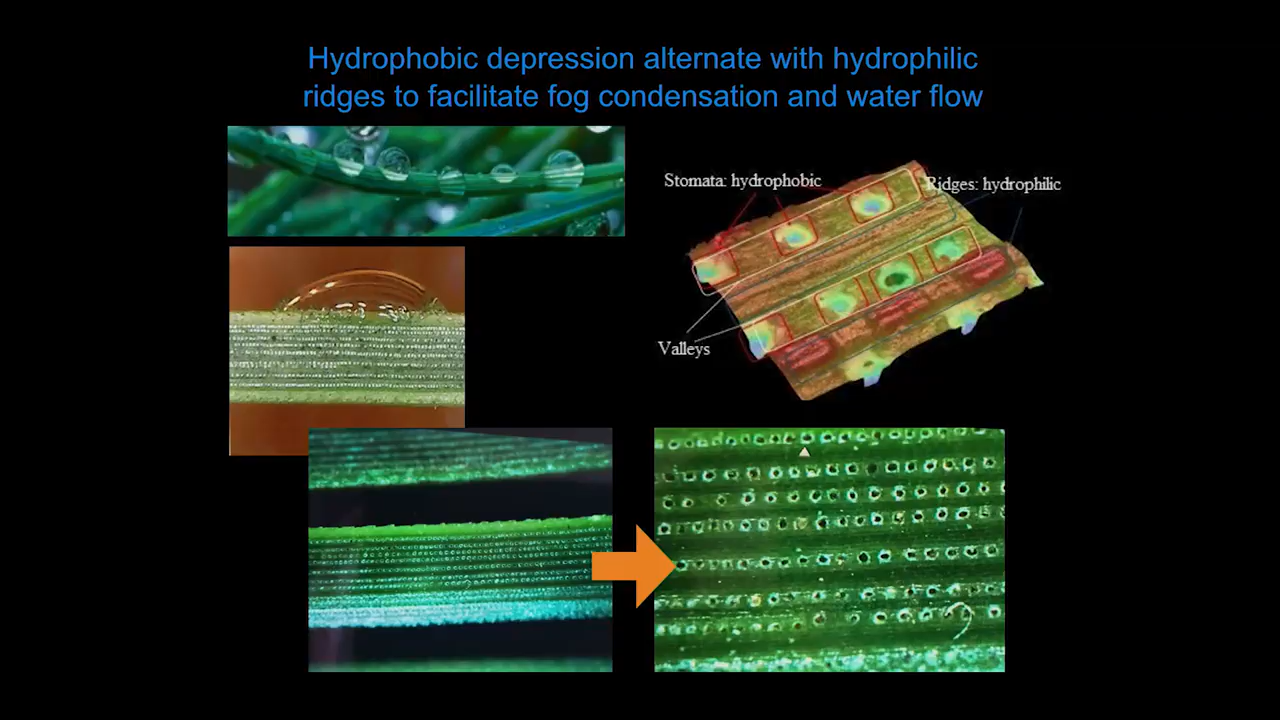 Hydrophobic depression alternate with hydrophilic
ridges to facilitate fog condensation and water flow
Stomata: hydrophobic
Ridges: hydrophilic
Valleys